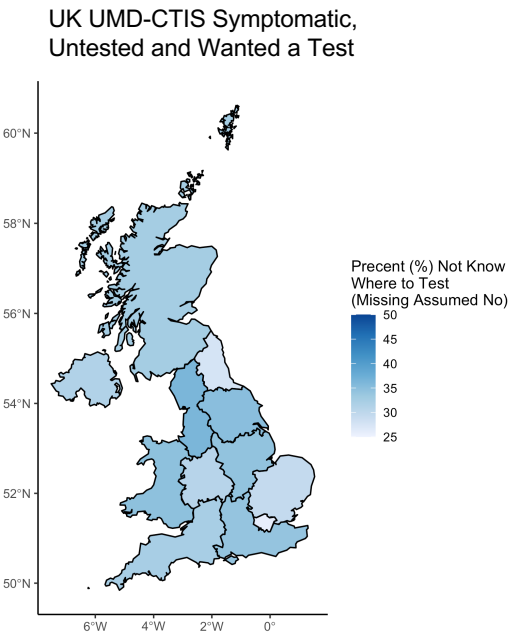 UK UMD-CTIS Symptomatic,
Untested and Wanted a Test
60°N
58°N
56°N
54°N
52°N
50°N
6°W
4°W
2°W
0°
Precent (%) Not Know
Where to Test
(Missing Assumed No)
50
45
40
35
30
25